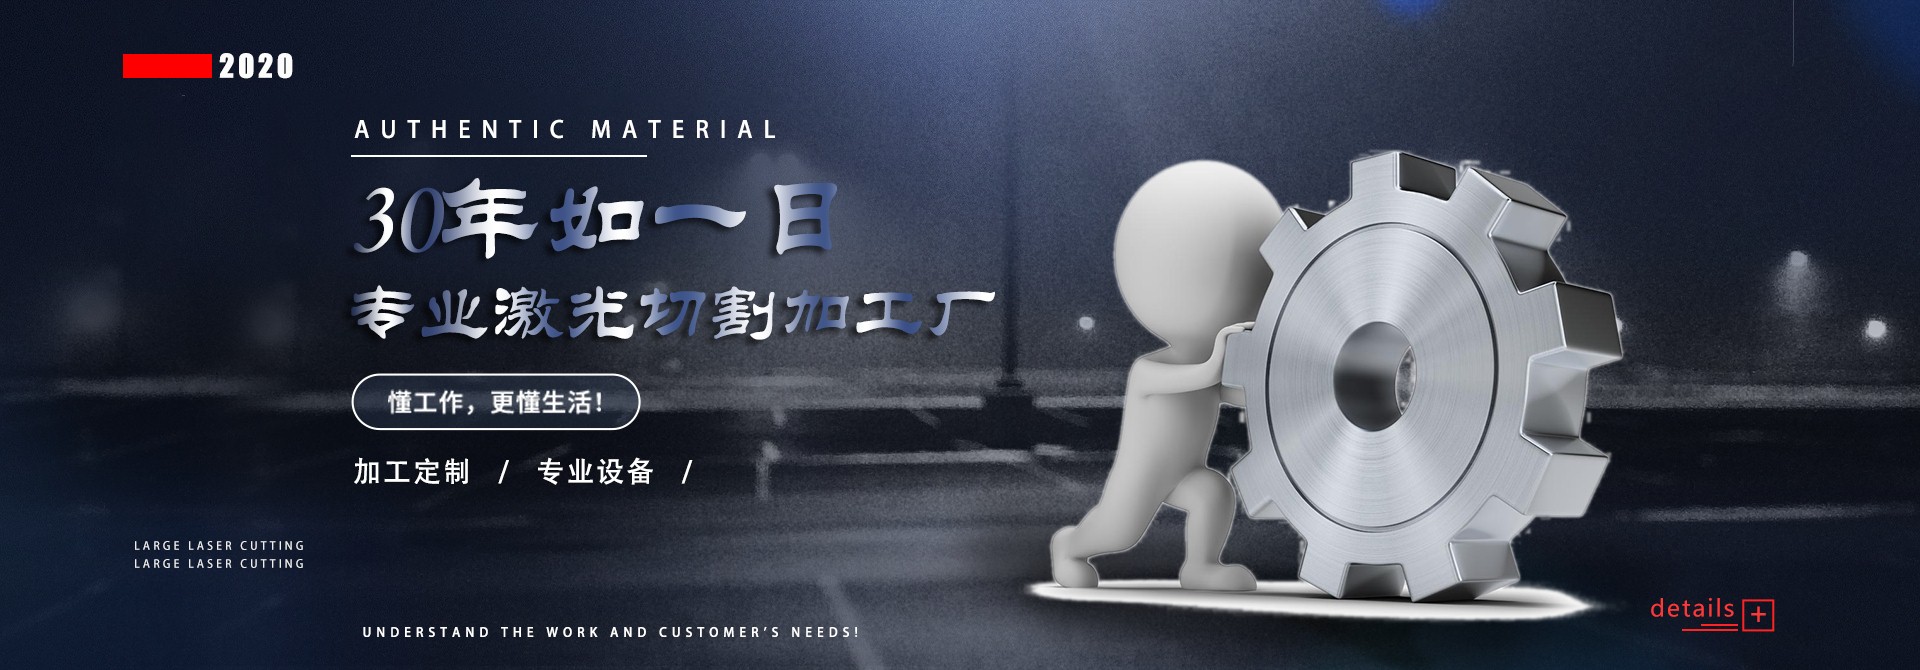 2020
AUTHENTIC MATERIAL
30年如一日
专业激光切割加工厂
懂工作，更懂生活！
加工定制 / 专业设备 /
LARGE LASER CUTTING
LARGE LASER CUTTING
UNDERSTAND THE WORK AND CUSTOMER'S NEEDS!
details +